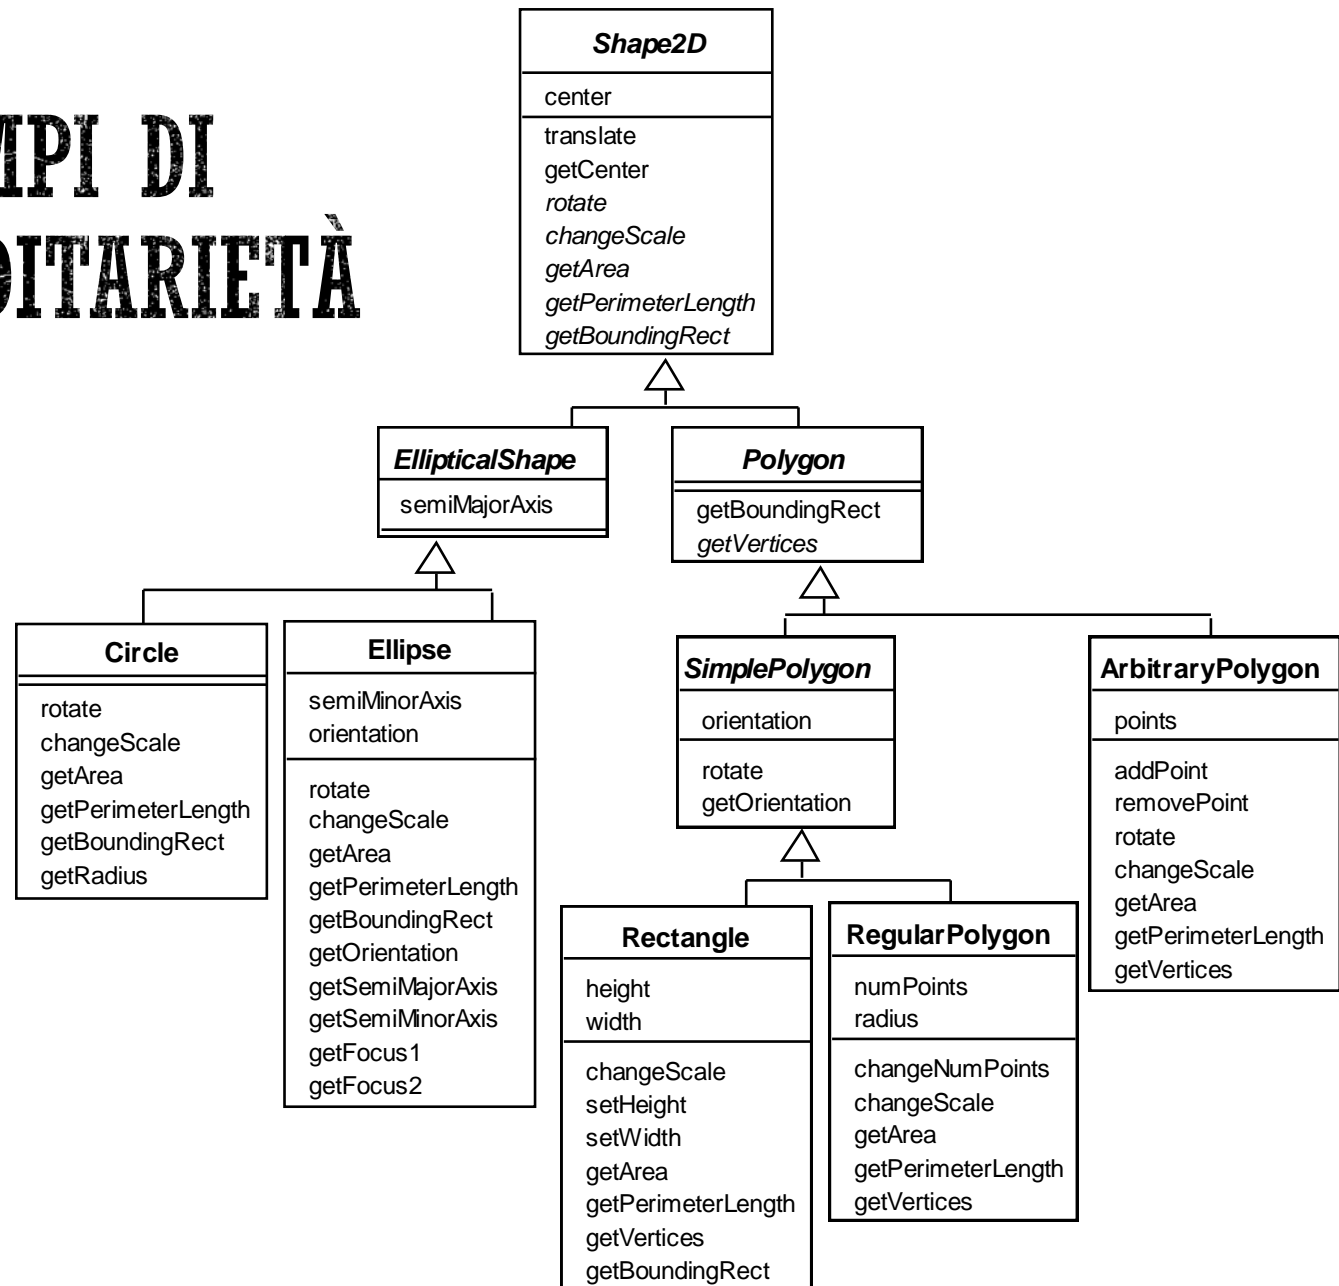 MPI DI
DITARIETÀ
Shape2D
center
translate
getCenter
rotate
changeScale
getArea
getPerimeterLength
getBoundingRect
EllipticalShape
semiMajorAxis
Polygon
getBoundingRect
getVertices
Circle
rotate
changeScale
getArea
getPerimeterLength
getBoundingRect
getRadius
Ellipse
semiMinorAxis
orientation
rotate
changeScale
getArea
getPerimeterLength
getBoundingRect
getOrientation
getSemiMajorAxis
getSemiMinorAxis
getFocus1
getFocus2
SimplePolygon
orientation
rotate
getOrientation
ArbitraryPolygon
points
addPoint
removePoint
rotate
changeScale
getArea
getPerimeterLength
getVertices
Rectangle
height
width
changeScale
setHeight
setWidth
getArea
getPerimeterLength
getVertices
getBoundingRect
RegularPolygon
numPoints
radius
changeNumPoints
changeScale
getArea
getPerimeterLength
getVertices